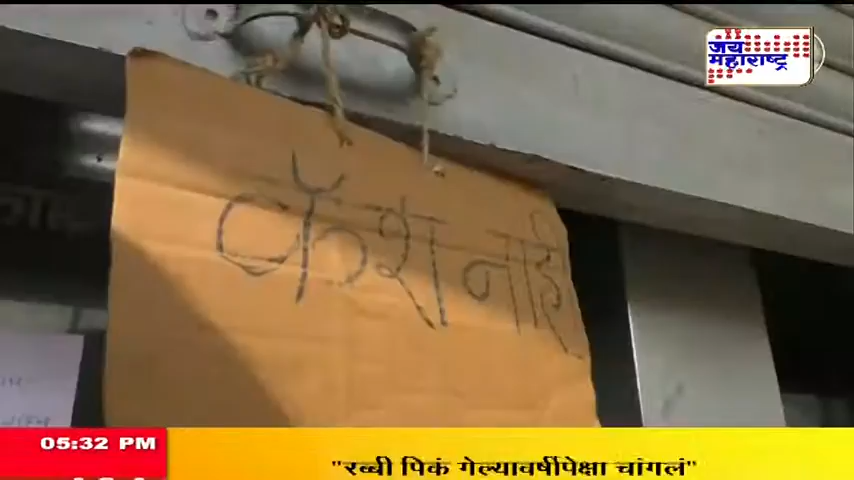 जय
महाराष्ट्र
कॅश नाही
05:32 PM
"रब्बी पिकं गेल्यावर्षीपेक्षा चांगलं"